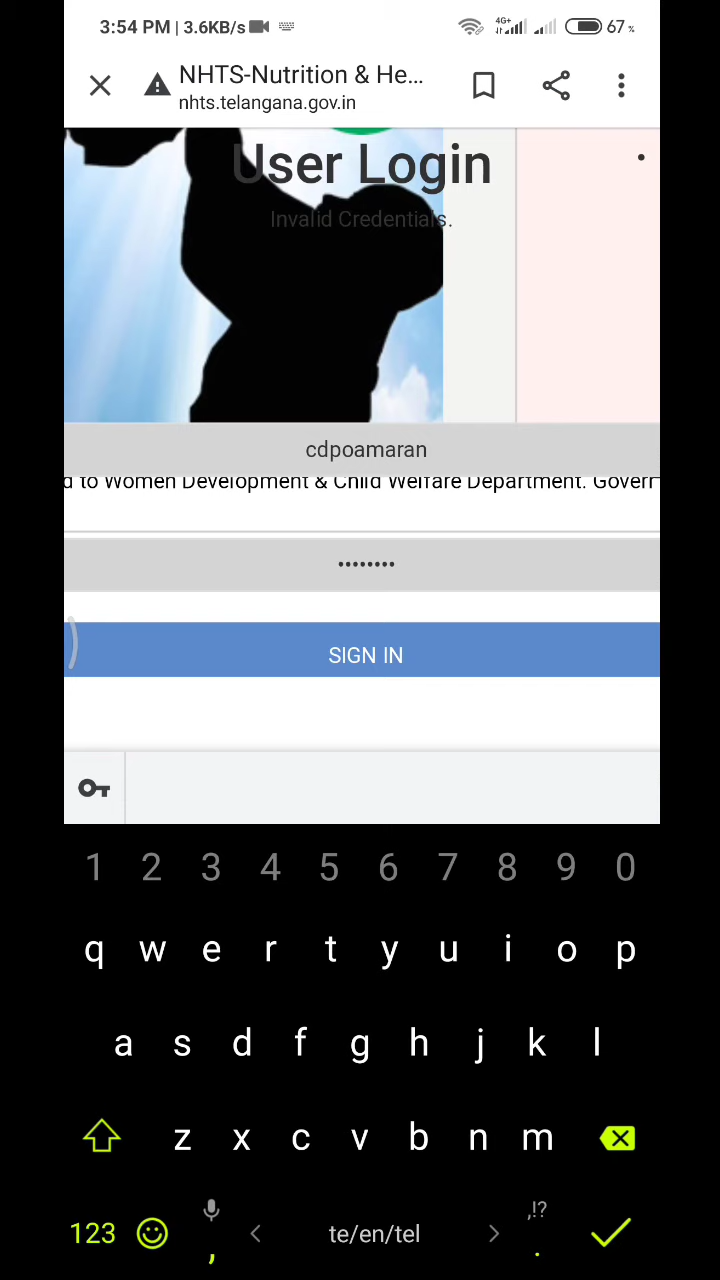 3:54 PM | 3.6KB/s 4G+ 67 %
NHTS-Nutrition & He...
nhts.telangana.gov.in
User Login
Invalid Credentials.
cdpoamaran
d to Women Development & Child Welfare Department. Govern
••••••••
SIGN IN
1 2 3 4 5 6 7 8 9 0
q w e r t y u i o p
a s d f g h j k l
z x c v b n m
123 , < te/en/tel > ,!? .